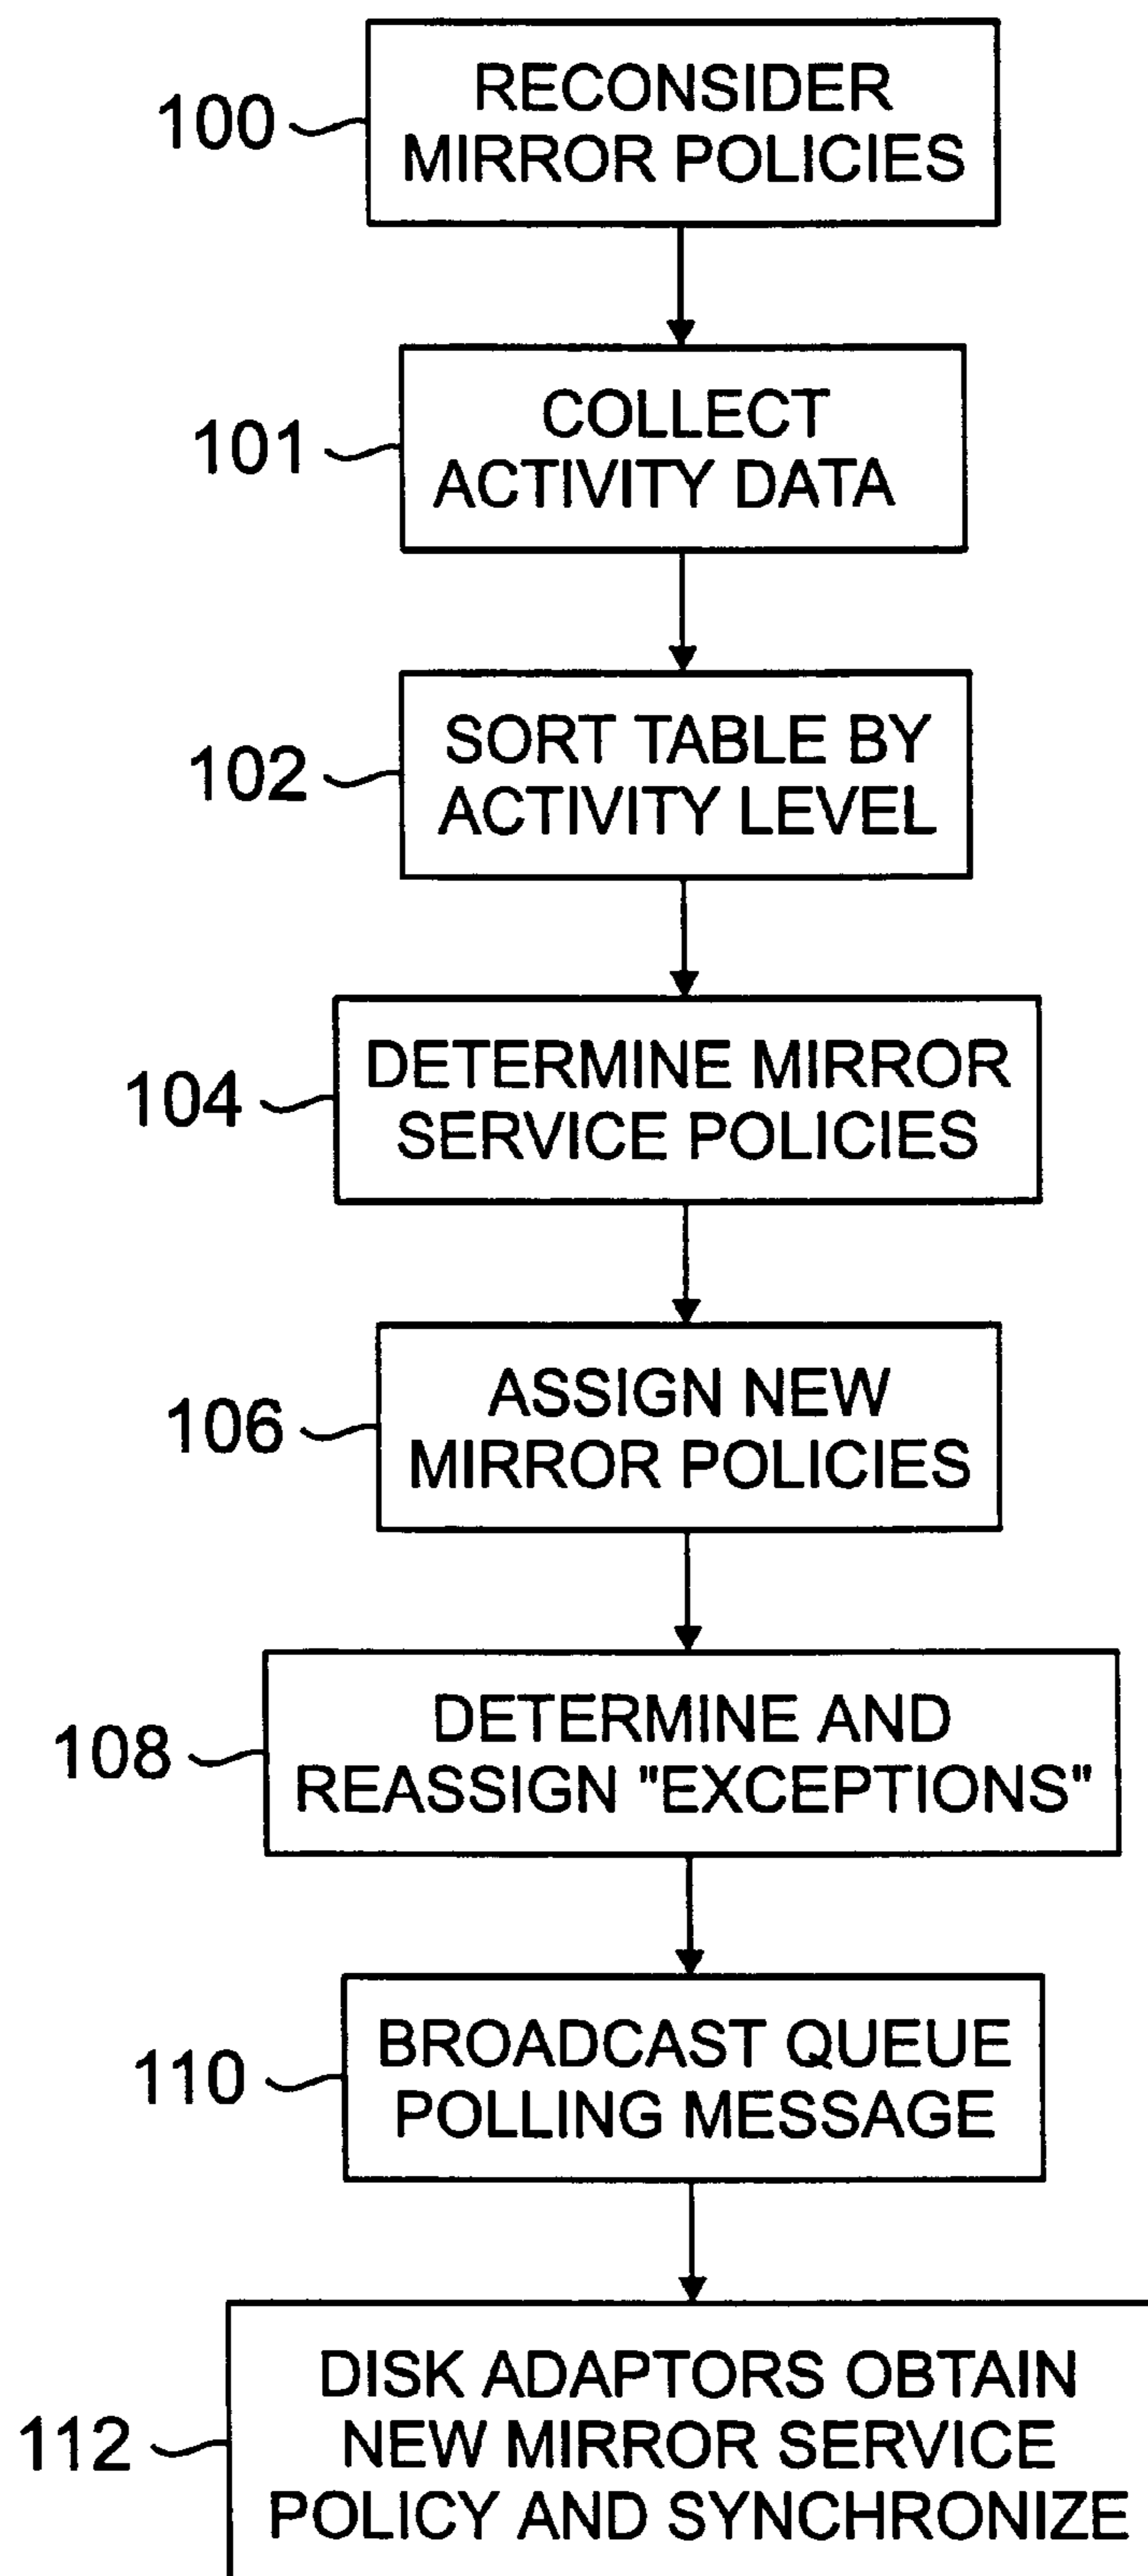 100
RECONSIDER
MIRROR POLICIES
101
COLLECT
ACTIVITY DATA
102
SORT TABLE BY
ACTIVITY LEVEL
104
DETERMINE MIRROR
SERVICE POLICIES
106
ASSIGN NEW
MIRROR POLICIES
108
DETERMINE AND
REASSIGN "EXCEPTIONS"
110
BROADCAST QUEUE
POLLING MESSAGE
112
DISK ADAPTORS OBTAIN
NEW MIRROR SERVICE
POLICY AND SYNCHRONIZE